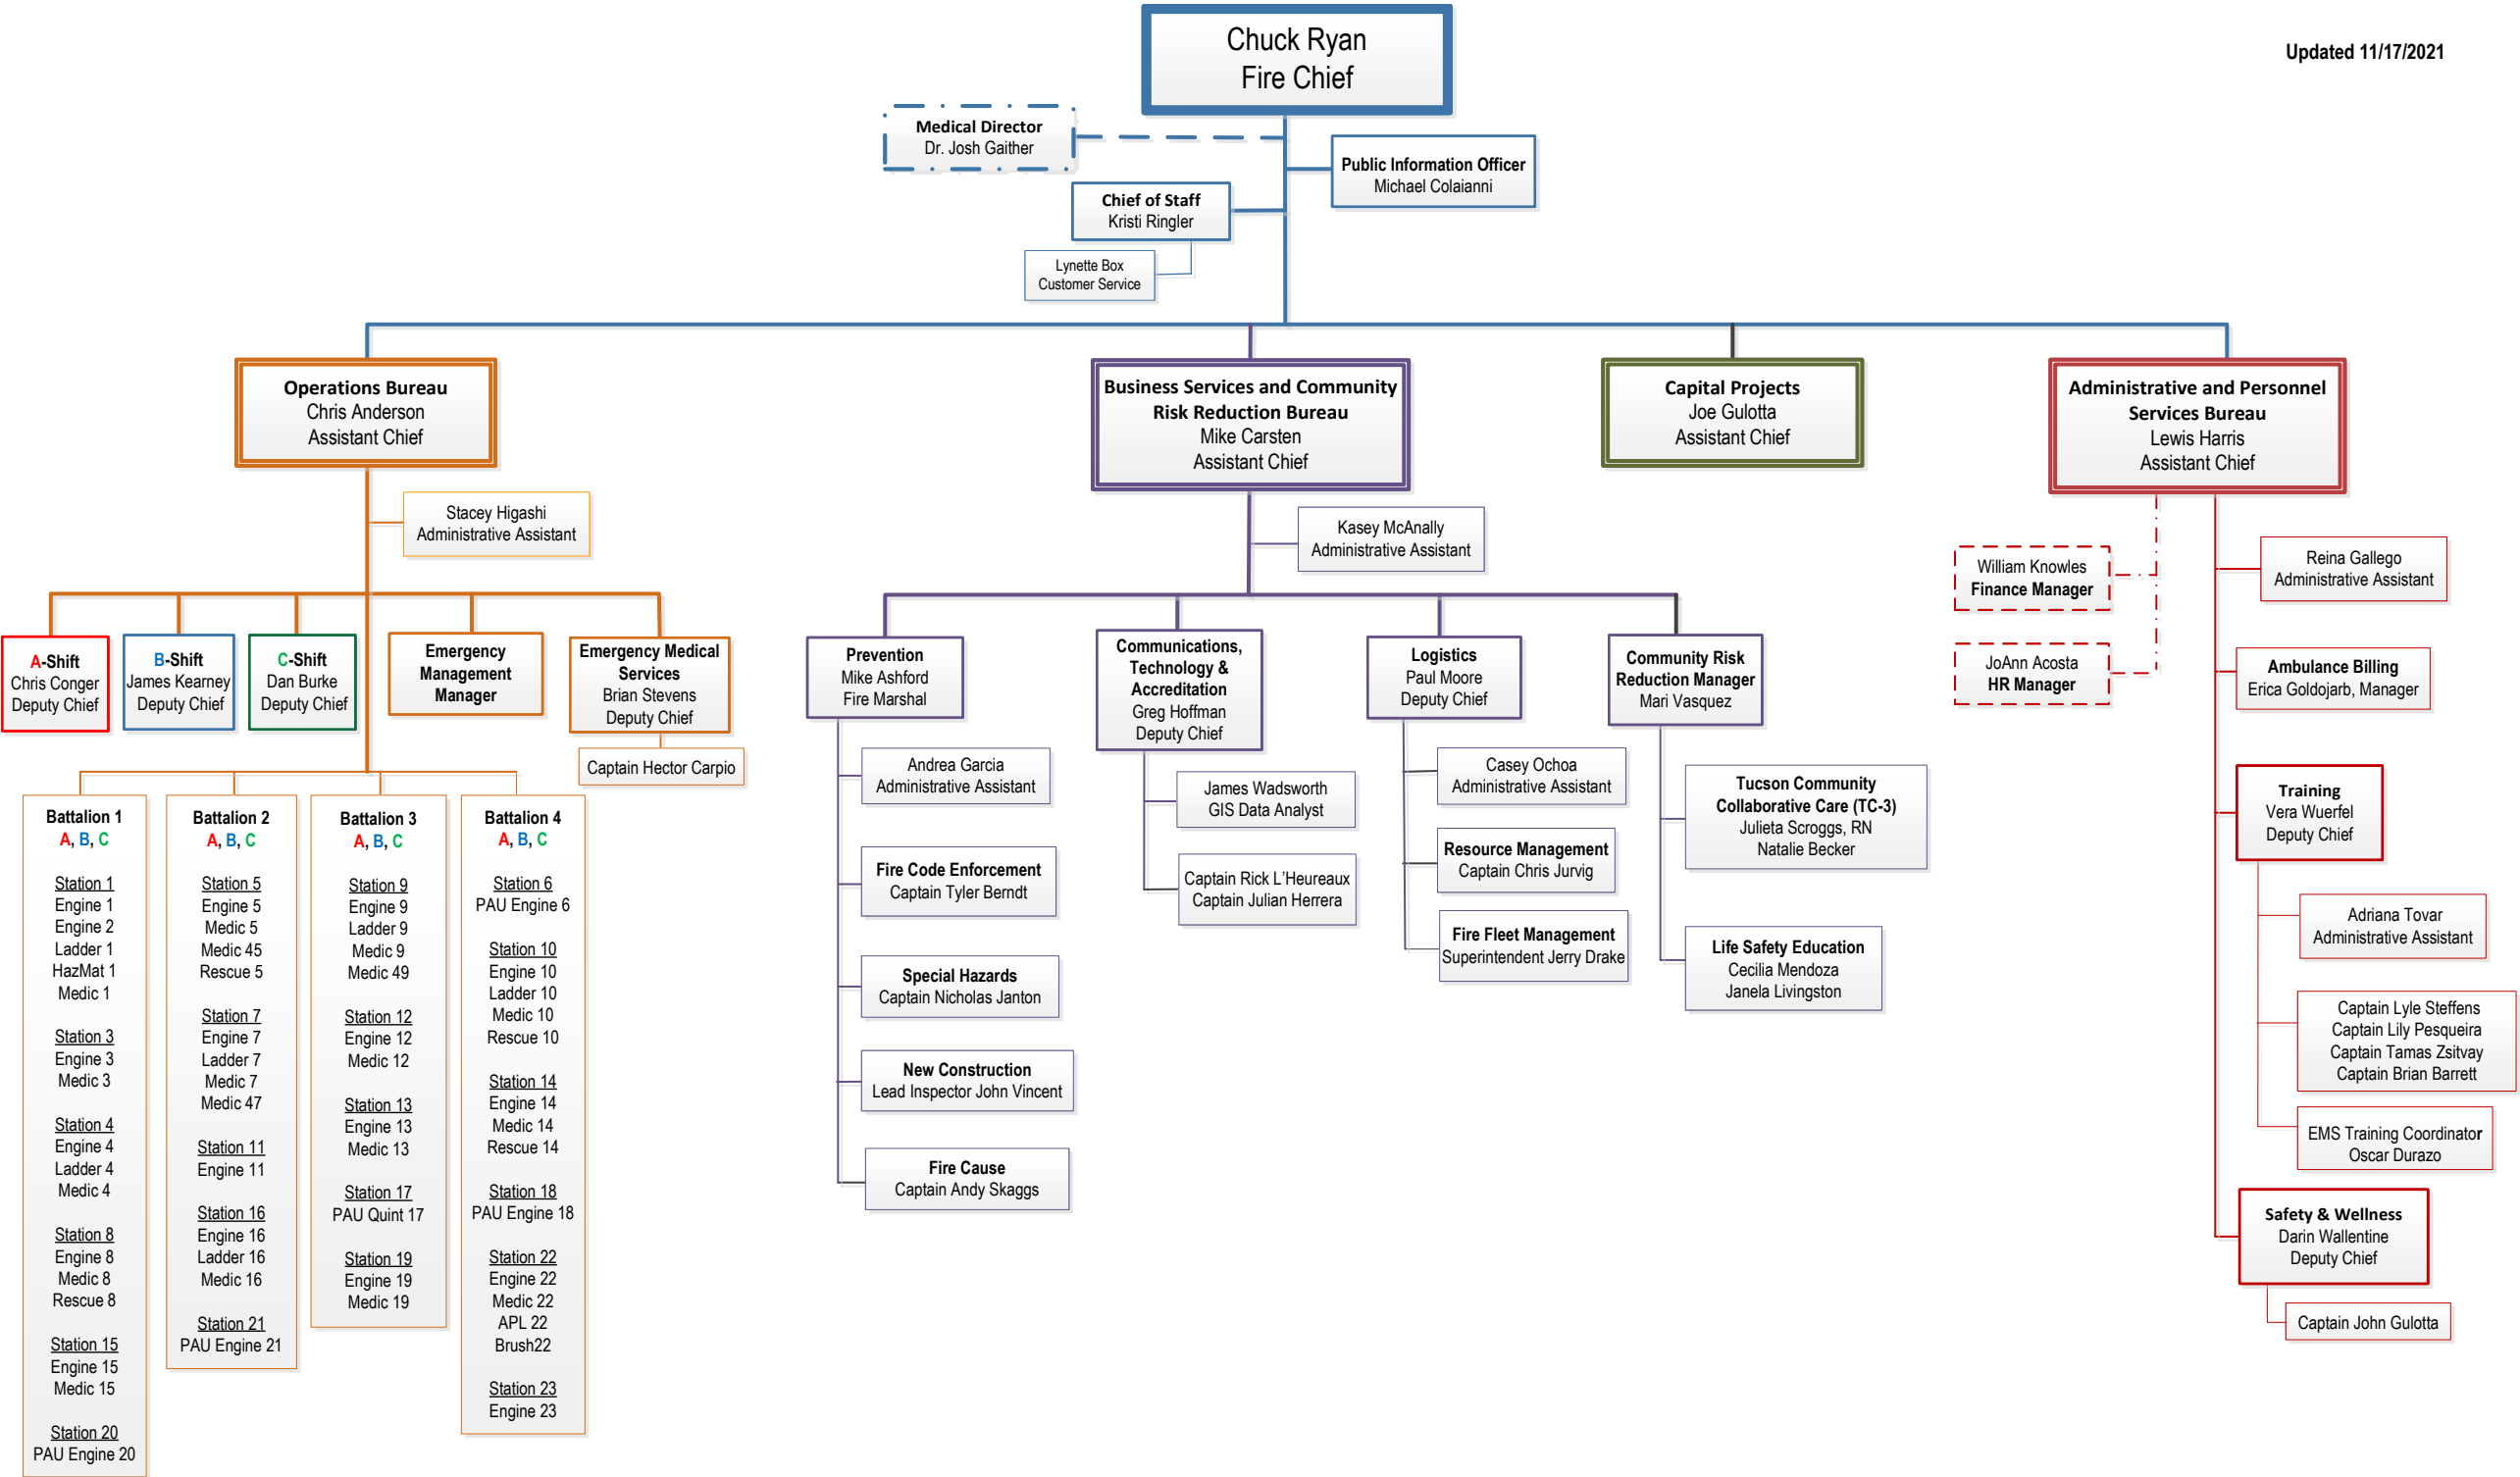 Chuck Ryan
Fire Chief
Updated 11/17/2021
Medical Director
Dr. Josh Gaither
Public Information Officer
Michael Colaianni
Chief of Staff
Kristi Ringler
Lynette Box
Customer Service
Operations Bureau
Chris Anderson
Assistant Chief
Business Services and Community
Risk Reduction Bureau
Mike Carsten
Assistant Chief
Capital Projects
Joe Gulotta
Assistant Chief
Administrative and Personnel
Services Bureau
Lewis Harris
Assistant Chief
Stacey Higashi
Administrative Assistant
A-Shift
Chris Conger
Deputy Chief
B-Shift
James Kearney
Deputy Chief
C-Shift
Dan Burke
Deputy Chief
Emergency
Management
Manager
Emergency Medical
Services
Brian Stevens
Deputy Chief
Captain Hector Carpio
Battalion 1
A, B, C
Station 1
Engine 1
Engine 2
Ladder 1
HazMat 1
Medic 1
Station 3
Engine 3
Medic 3
Station 4
Engine 4
Ladder 4
Medic 4
Station 8
Engine 8
Medic 8
Rescue 8
Station 15
Engine 15
Medic 15
Station 20
PAU Engine 20
Battalion 2
A, B, C
Station 5
Engine 5
Medic 5
Medic 45
Rescue 5
Station 7
Engine 7
Ladder 7
Medic 7
Medic 47
Station 11
Engine 11
Station 16
Engine 16
Ladder 16
Medic 16
Station 21
PAU Engine 21
Battalion 3
A, B, C
Station 9
Engine 9
Ladder 9
Medic 9
Medic 49
Station 12
Engine 12
Medic 12
Station 13
Engine 13
Medic 13
Station 17
PAU Quint 17
Station 19
Engine 19
Medic 19
Battalion 4
A, B, C
Station 6
PAU Engine 6
Station 10
Engine 10
Ladder 10
Medic 10
Rescue 10
Station 14
Engine 14
Medic 14
Rescue 14
Station 18
PAU Engine 18
Station 22
Engine 22
Medic 22
APL 22
Brush22
Station 23
Engine 23
Kasey McAnally
Administrative Assistant
Prevention
Mike Ashford
Fire Marshal
Andrea Garcia
Administrative Assistant
Fire Code Enforcement
Captain Tyler Berndt
Special Hazards
Captain Nicholas Janton
New Construction
Lead Inspector John Vincent
Fire Cause
Captain Andy Skaggs
Communications,
Technology &
Accreditation
Greg Hoffman
Deputy Chief
James Wadsworth
GIS Data Analyst
Captain Rick L'Heureaux
Captain Julian Herrera
Logistics
Paul Moore
Deputy Chief
Casey Ochoa
Administrative Assistant
Resource Management
Captain Chris Jurvig
Fire Fleet Management
Superintendent Jerry Drake
Community Risk
Reduction Manager
Mari Vasquez
Tucson Community
Collaborative Care (TC-3)
Julieta Scroggs, RN
Natalie Becker
Life Safety Education
Cecilia Mendoza
Janela Livingston
William Knowles
Finance Manager
JoAnn Acosta
HR Manager
Reina Gallego
Administrative Assistant
Ambulance Billing
Erica Goldojarb, Manager
Training
Vera Wuerfel
Deputy Chief
Adriana Tovar
Administrative Assistant
Captain Lyle Steffens
Captain Lily Pesqueira
Captain Tamas Zsitvay
Captain Brian Barrett
EMS Training Coordinator
Oscar Durazo
Safety & Wellness
Darin Wallentine
Deputy Chief
Captain John Gulotta